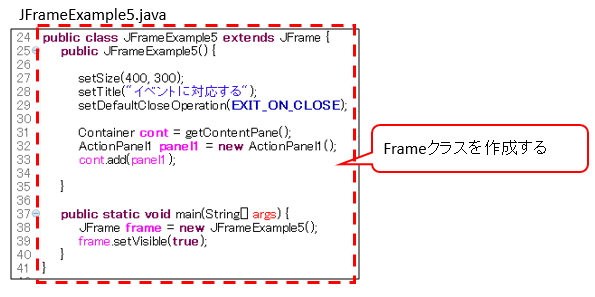 JFrameExample5.java
24 public class JFrameExample5 extends JFrame {
25 public JFrameExample5() {
26
27 setSize(400, 300);
28 setTitle("イベントに対応する");
29 setDefaultCloseOperation(EXIT_ON_CLOSE);
30
31 Container cont = getContentPane();
32 ActionPanel1 panel1 = new ActionPanel1();
33 cont.add(panel1);
34
35 }
36
37 public static void main(String[] args) {
38 JFrame frame = new JFrameExample5();
39 frame.setVisible(true);
40 }
41 }
Frameクラスを作成する